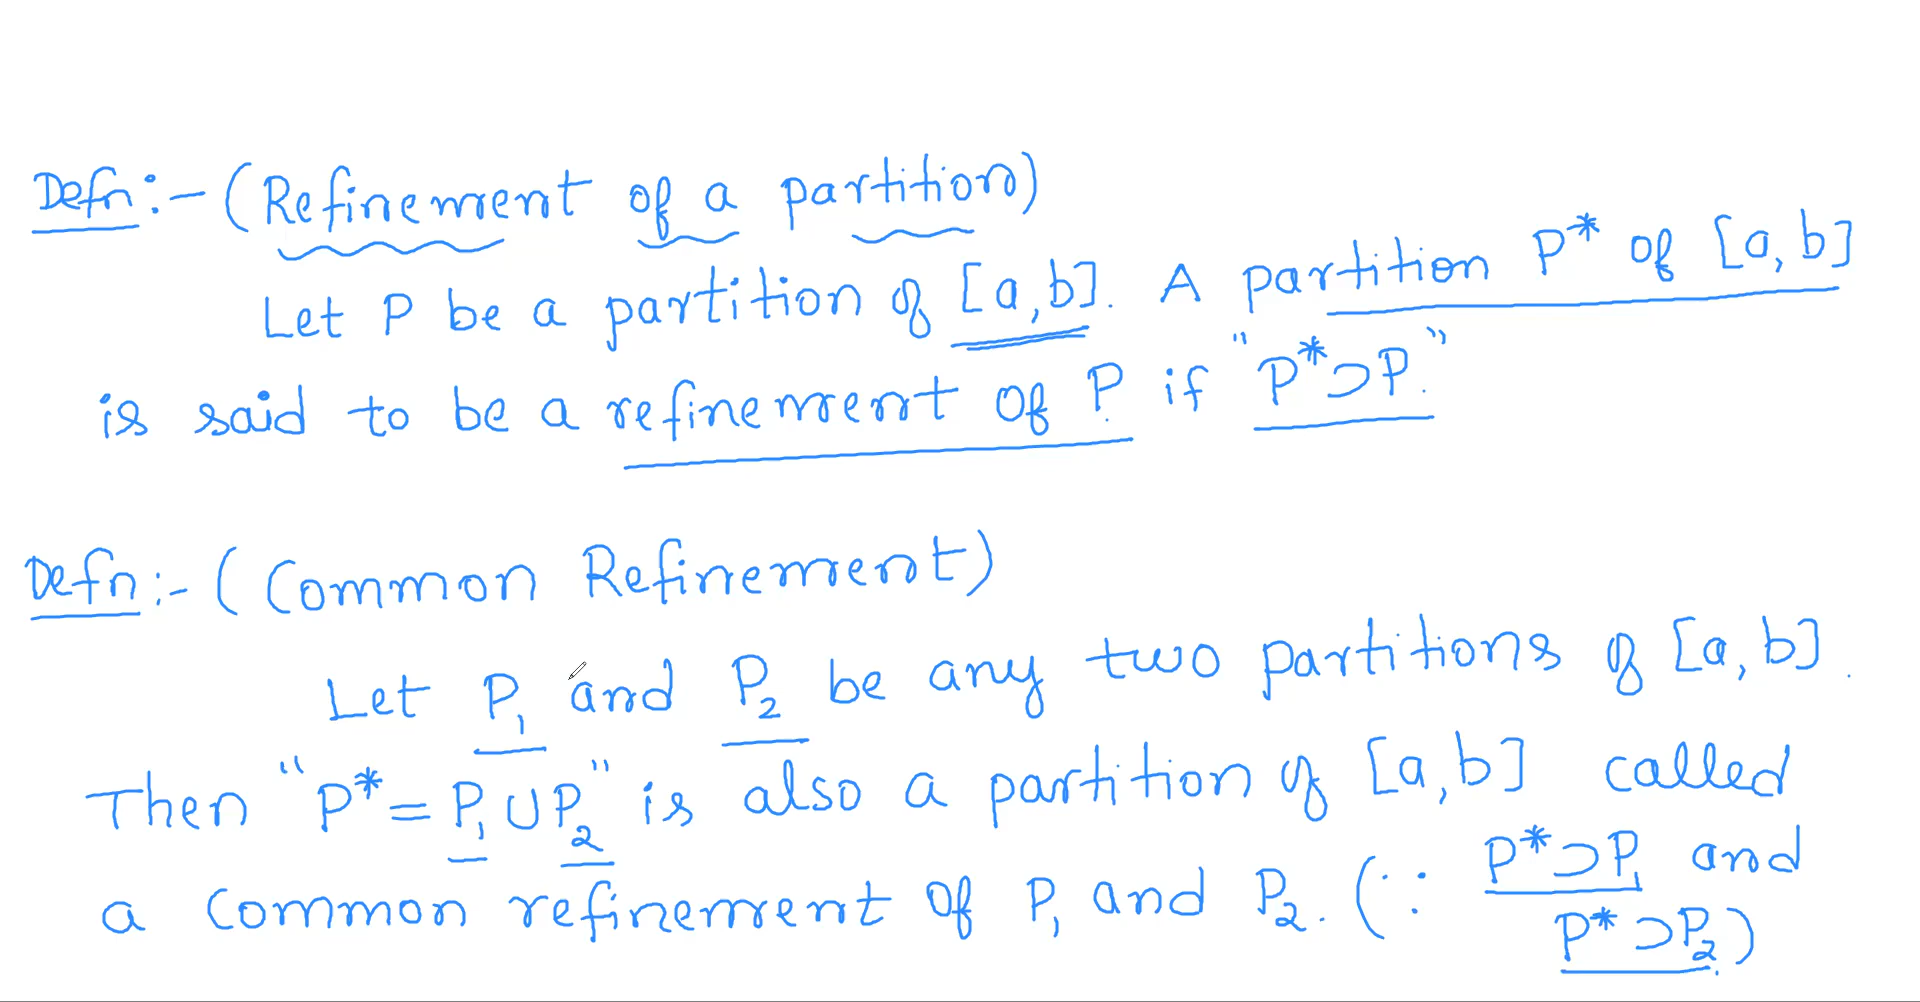 Defn:- (Refinement of a partition)
Let P be a partition of [a,b]. A partition P* of [a,b]
is said to be a refinement of P if "P*⊃P."
Defn:- (Common Refinement)
Let P₁ and P₂ be any two partitions of [a,b].
Then "P*=P₁∪P₂" is also a partition of [a,b] called
a common refinement of P₁ and P₂. (∵ P*⊃P₁ and
P*⊃P₂)